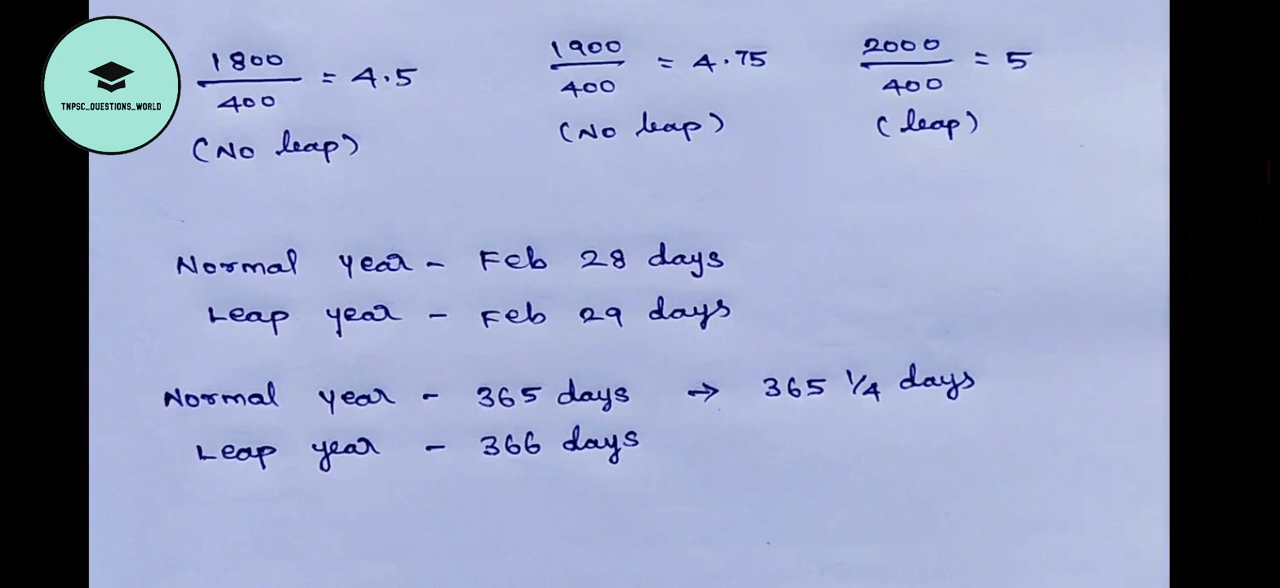 TNPSC_QUESTIONS_WORLD
1800/400 = 4.5
(No leap)
1900/400 = 4.75
(No leap)
2000/400 = 5
(leap)
Normal year - Feb 28 days
Leap year - Feb 29 days
Normal year - 365 days → 365 1/4 days
Leap year - 366 days